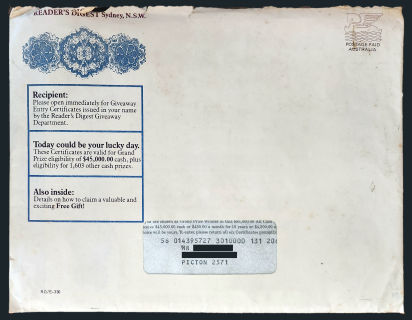 READER'S DIGEST Sydney, N.S.W.
POSTAGE PAID
AUSTRALIA
Recipient:
Please open immediately for Giveaway
Entry Certificates issued in your name
by the Reader's Digest Giveaway
Department.
Today could be your lucky day.
These Certificates are valid for Grand
Prize eligibility of $45,000.00 cash, plus
eligibility for 1,603 other cash prizes.
Also inside:
Details on how to claim a valuable and
exciting Free Gift!
56 014395727 3010000 131 206
MR
PICTON 2571